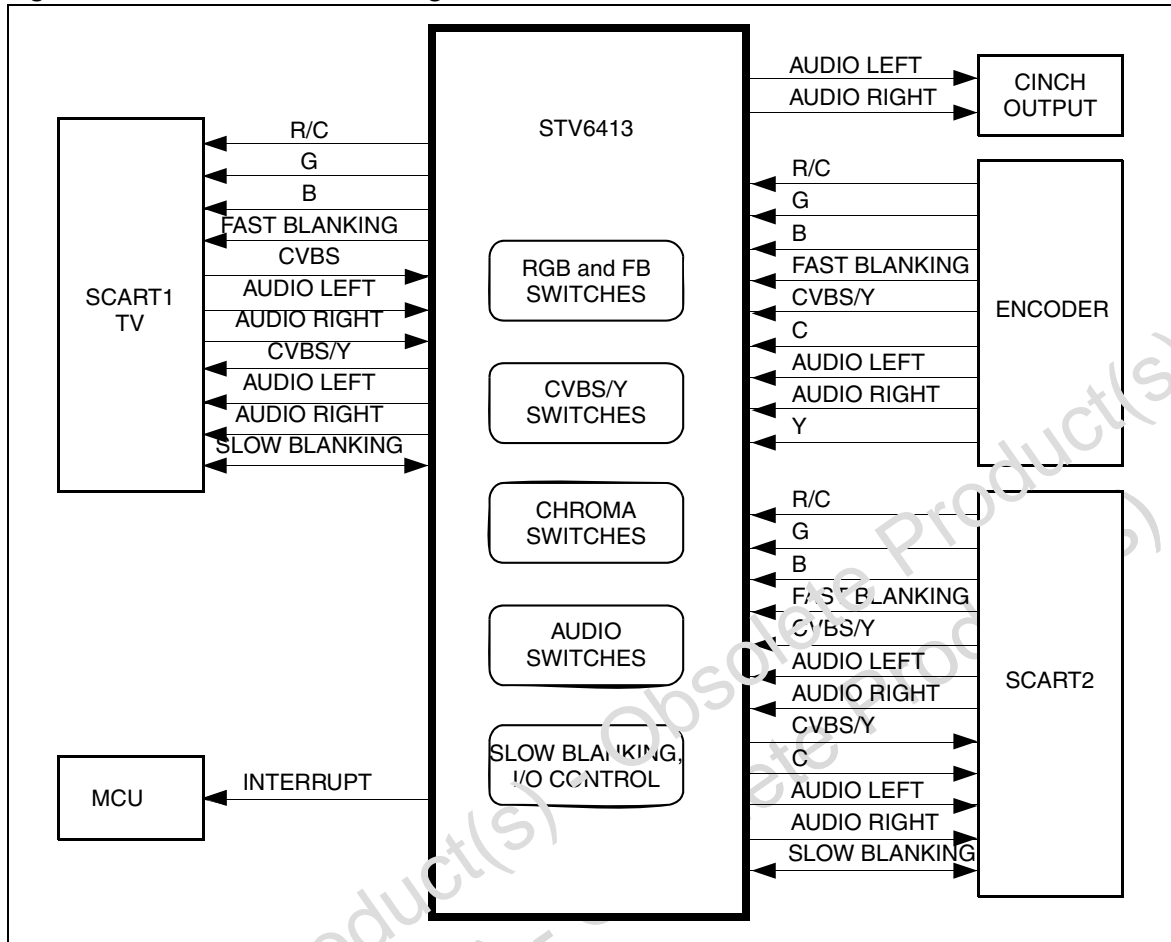 STV6413
R/C
G
B
FAST BLANKING
CVBS
AUDIO LEFT
AUDIO RIGHT
CVBS/Y
AUDIO LEFT
AUDIO RIGHT
SLOW BLANKING
SCART1
TV
INTERRUPT
MCU
RGB and FB
SWITCHES
CVBS/Y
SWITCHES
CHROMA
SWITCHES
AUDIO
SWITCHES
SLOW BLANKING,
I/O CONTROL
AUDIO LEFT
AUDIO RIGHT
CINCH
OUTPUT
R/C
G
B
FAST BLANKING
CVBS/Y
C
AUDIO LEFT
AUDIO RIGHT
Y
ENCODER
R/C
G
B
FAST BLANKING
CVBS/Y
AUDIO LEFT
AUDIO RIGHT
CVBS/Y
C
AUDIO LEFT
AUDIO RIGHT
SLOW BLANKING
SCART2
Product(s) - Obsolete Product(s)